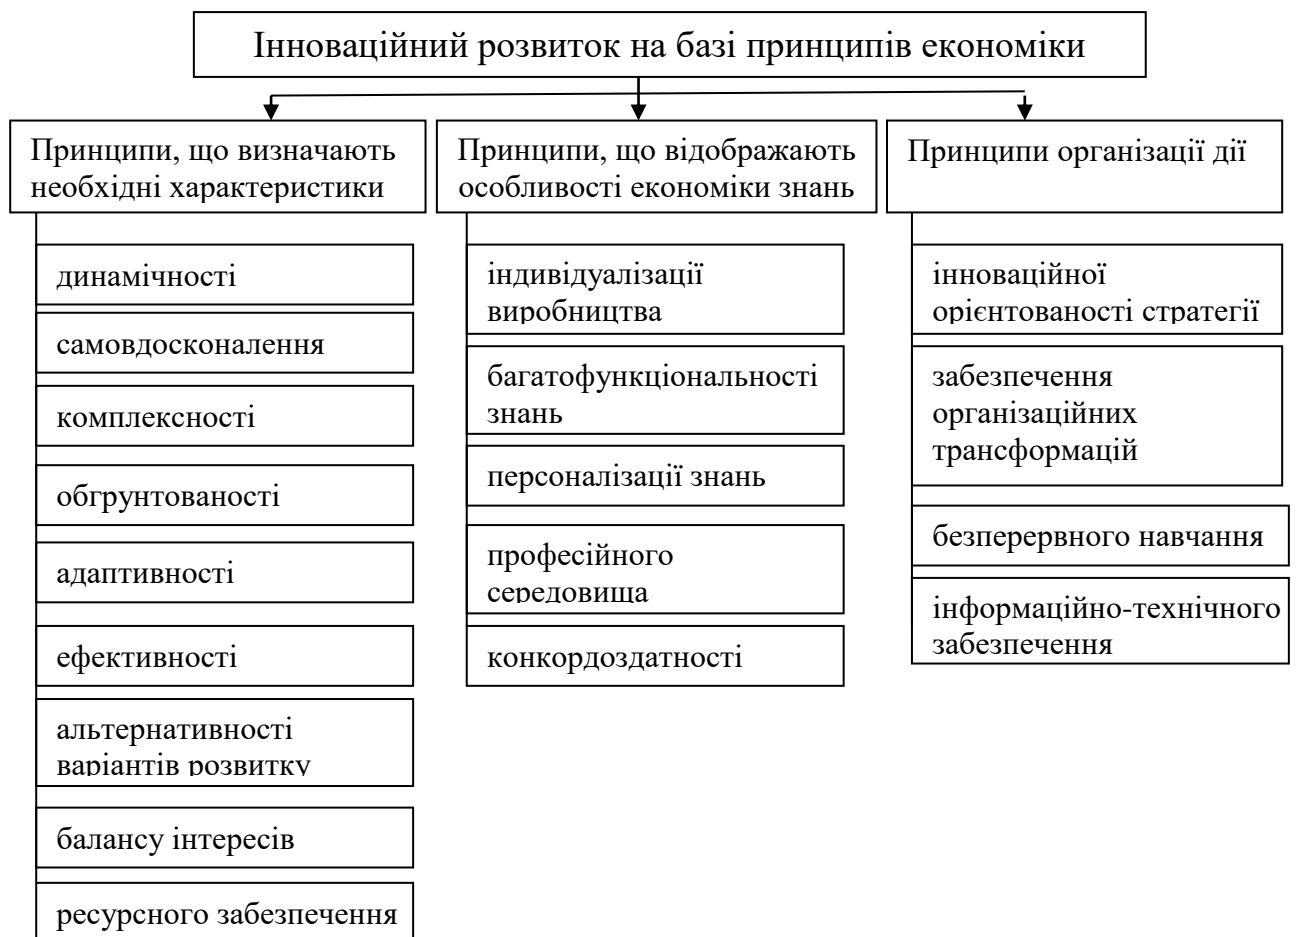 Інноваційний розвиток на базі принципів економіки
Принципи, що визначають
необхідні характеристики
динамічності
самовдосконалення
комплексності
обгрунтованості
адаптивності
ефективності
альтернативності
варіантів розвитку
балансу інтересів
ресурсного забезпечення
Принципи, що відображають
особливості економіки знань
індивідуалізації
виробництва
багатофункціональності
знань
персоналізації знань
професійного
середовища
конкордоздатності
Принципи організації дії
інноваційної
орієнтованості стратегії
забезпечення
організаційних
трансформацій
безперервного навчання
інформаційно-технічного
забезпечення